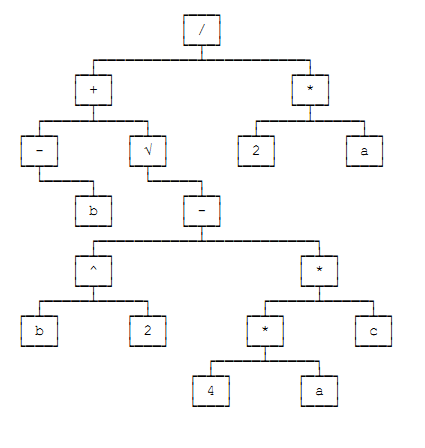 /
+ *
- √ 2 a
b -
^ *
b 2 * c
4 a